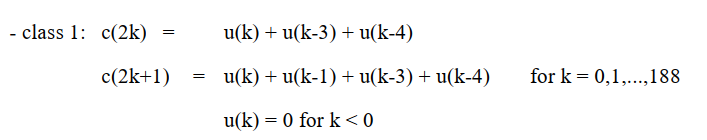 - class 1: c(2k) = u(k) + u(k-3) + u(k-4)
c(2k+1) = u(k) + u(k-1) + u(k-3) + u(k-4) for k = 0,1,...,188
u(k) = 0 for k < 0